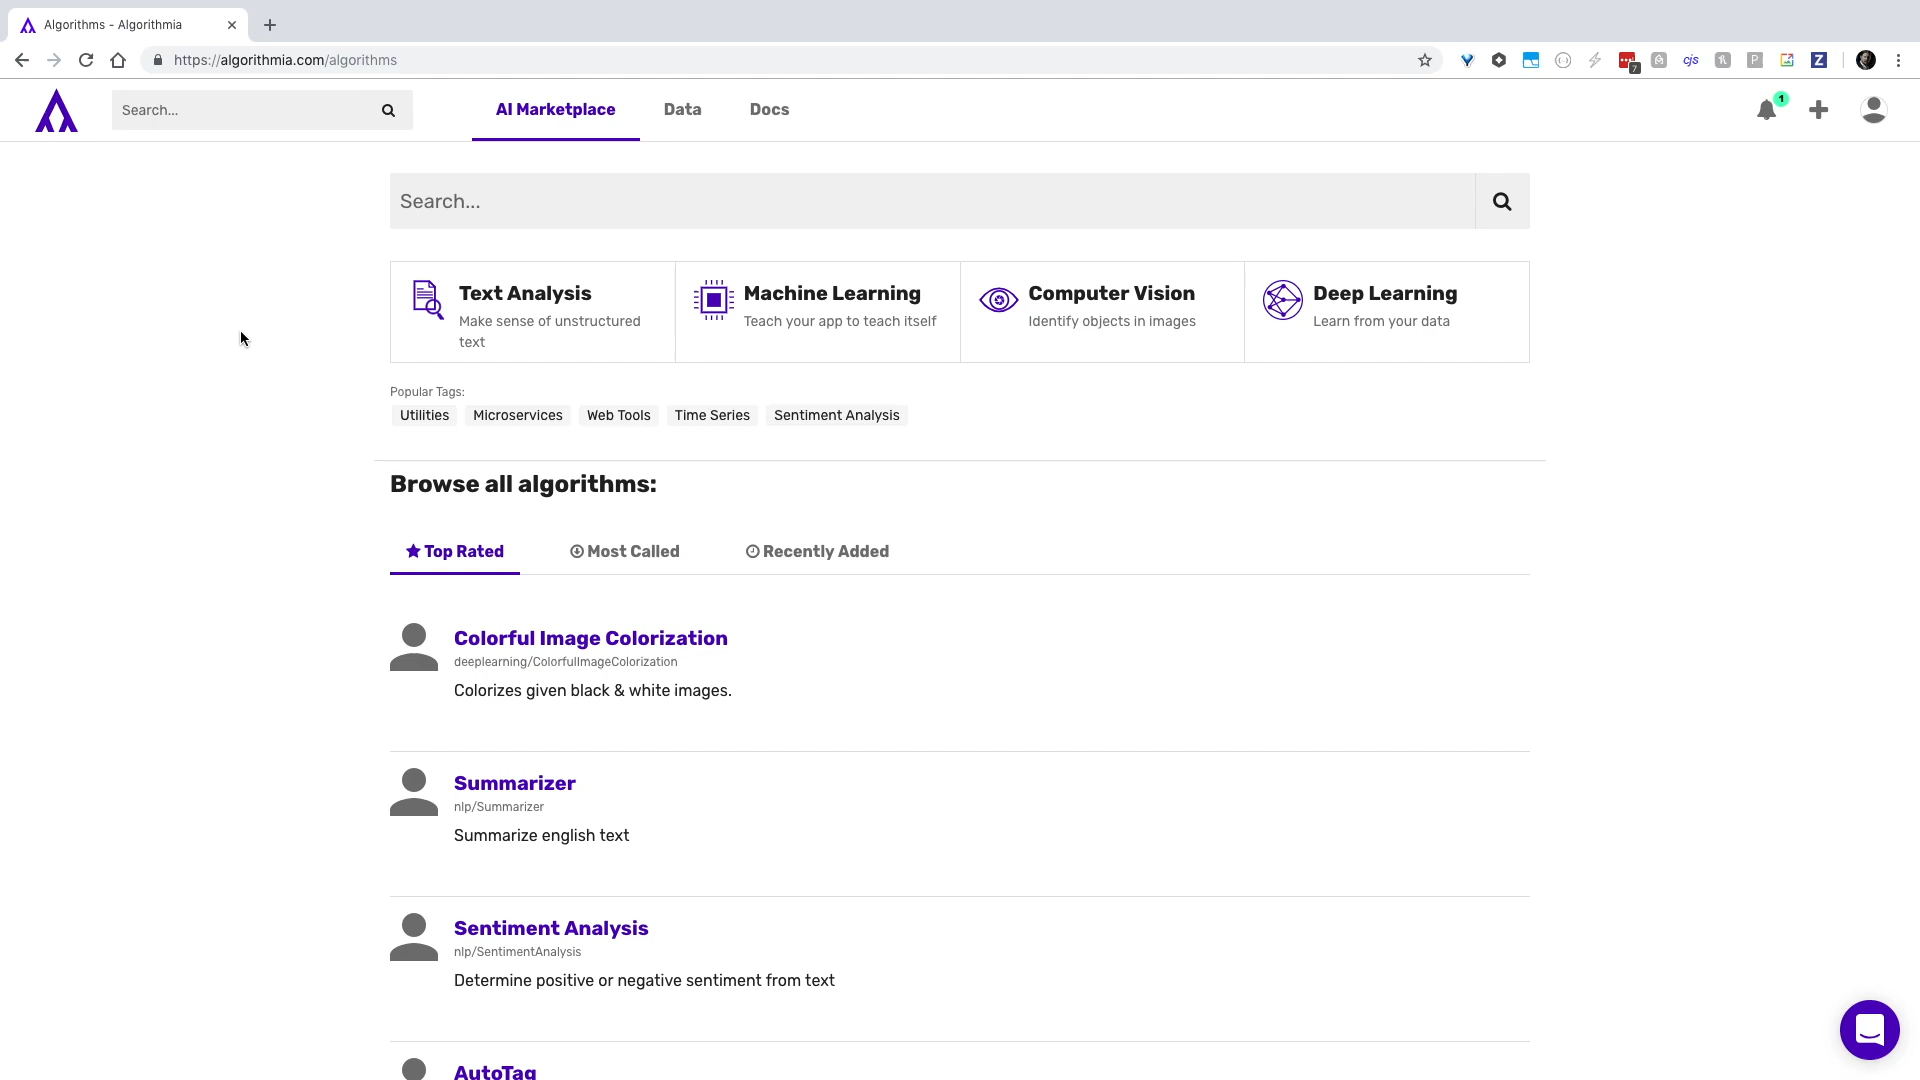 Algorithms - Algorithmia
https://algorithmia.com/algorithms
7
cjs
P
Z
Search...
AI Marketplace
Data
Docs
1
Search...
Text Analysis
Make sense of unstructured
text
Machine Learning
Teach your app to teach itself
Computer Vision
Identify objects in images
Deep Learning
Learn from your data
Popular Tags:
Utilities
Microservices
Web Tools
Time Series
Sentiment Analysis
Browse all algorithms:
Top Rated
Most Called
Recently Added
Colorful Image Colorization
deeplearning/ColorfulImageColorization
Colorizes given black & white images.
Summarizer
nlp/Summarizer
Summarize english text
Sentiment Analysis
nlp/SentimentAnalysis
Determine positive or negative sentiment from text
AutoTag